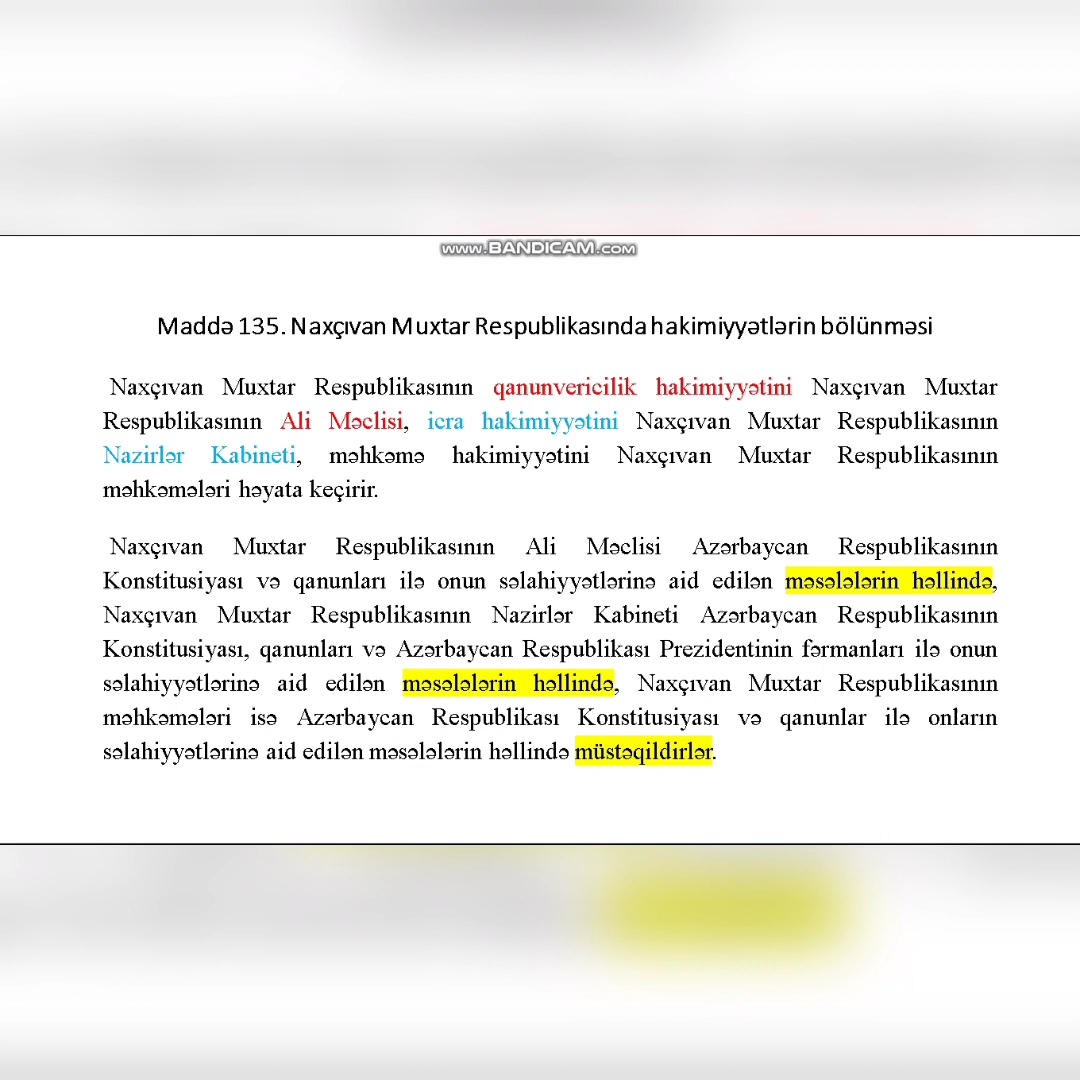 www.BANDICAM.com
Maddə 135. Naxçıvan Muxtar Respublikasında hakimiyyətlərin bölünməsi
Naxçıvan Muxtar Respublikasının qanunvericilik hakimiyyətini Naxçıvan Muxtar
Respublikasının Ali Məclisi, icra hakimiyyətini Naxçıvan Muxtar Respublikasının
Nazirlər Kabineti, məhkəmə hakimiyyətini Naxçıvan Muxtar Respublikasının
məhkəmələri həyata keçirir.
Naxçıvan Muxtar Respublikasının Ali Məclisi Azərbaycan Respublikasının
Konstitusiyası və qanunları ilə onun səlahiyyətlərinə aid edilən məsələlərin həllində,
Naxçıvan Muxtar Respublikasının Nazirlər Kabineti Azərbaycan Respublikasının
Konstitusiyası, qanunları və Azərbaycan Respublikası Prezidentinin fərmanları ilə onun
səlahiyyətlərinə aid edilən məsələlərin həllində, Naxçıvan Muxtar Respublikasının
məhkəmələri isə Azərbaycan Respublikası Konstitusiyası və qanunlar ilə onların
səlahiyyətlərinə aid edilən məsələlərin həllində müstəqildirlər.